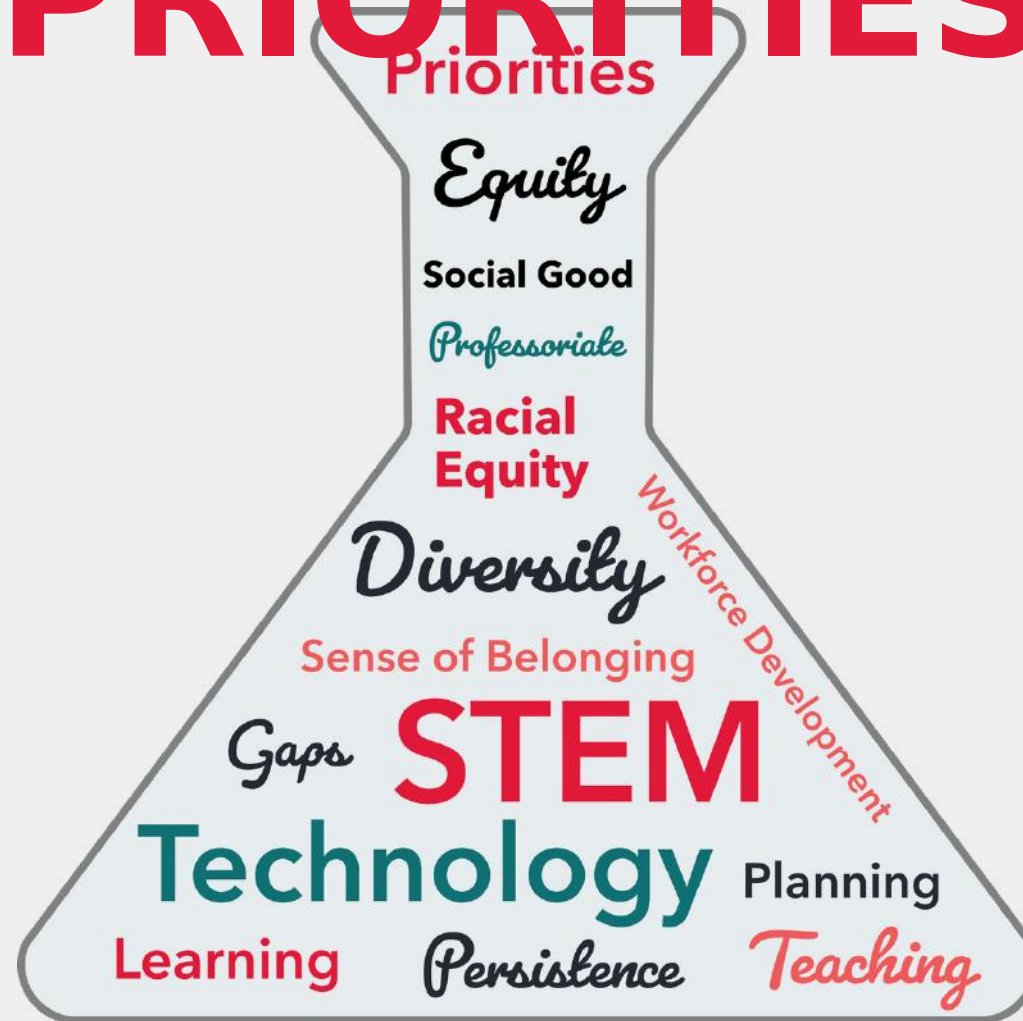 PRIORITIES
Priorities
Equity
Social Good
Professoriate
Racial
Equity
Diversity
Workforce Development
Sense of Belonging
Gaps
STEM
Technology
Planning
Learning
Persistence
Teaching